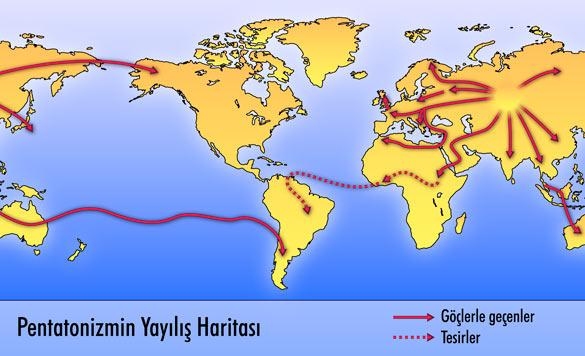 Pentatonizmin Yayılış Haritası
Göçlerle geçenler
Tesirler